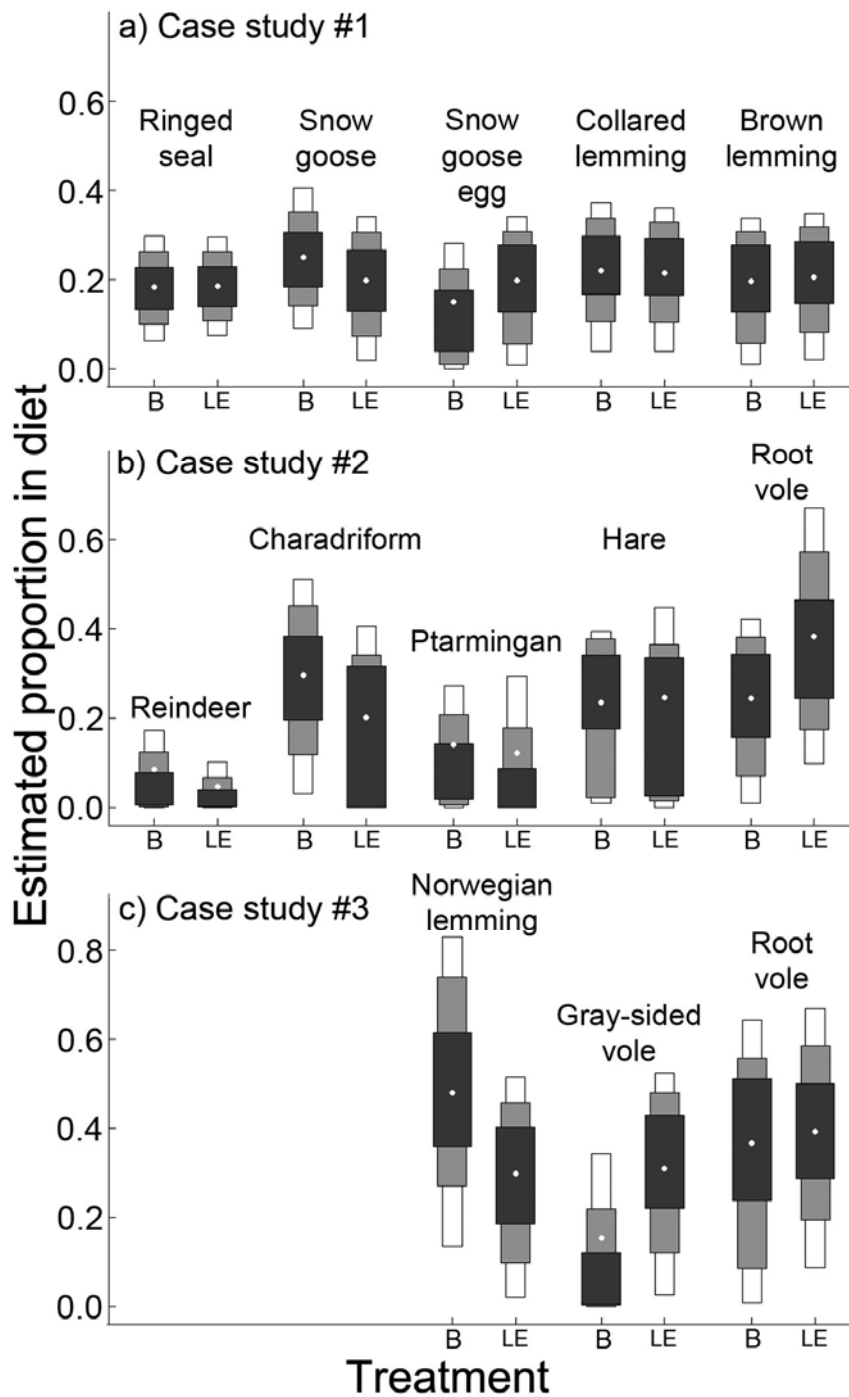 a) Case study #1
0.6
0.4
0.2
0.0
Ringed
seal
Snow
goose
Snow
goose
egg
Collared
lemming
Brown
lemming
B LE B LE B LE B LE B LE
b) Case study #2
0.6
0.4
0.2
0.0
Reindeer
Charadriform
Ptarmingan
Hare
Root
vole
B LE B LE B LE B LE B LE
c) Case study #3
0.8
0.6
0.4
0.2
0.0
Norwegian
lemming
Gray-sided
vole
Root
vole
B LE B LE B LE
Estimated proportion in diet
Treatment